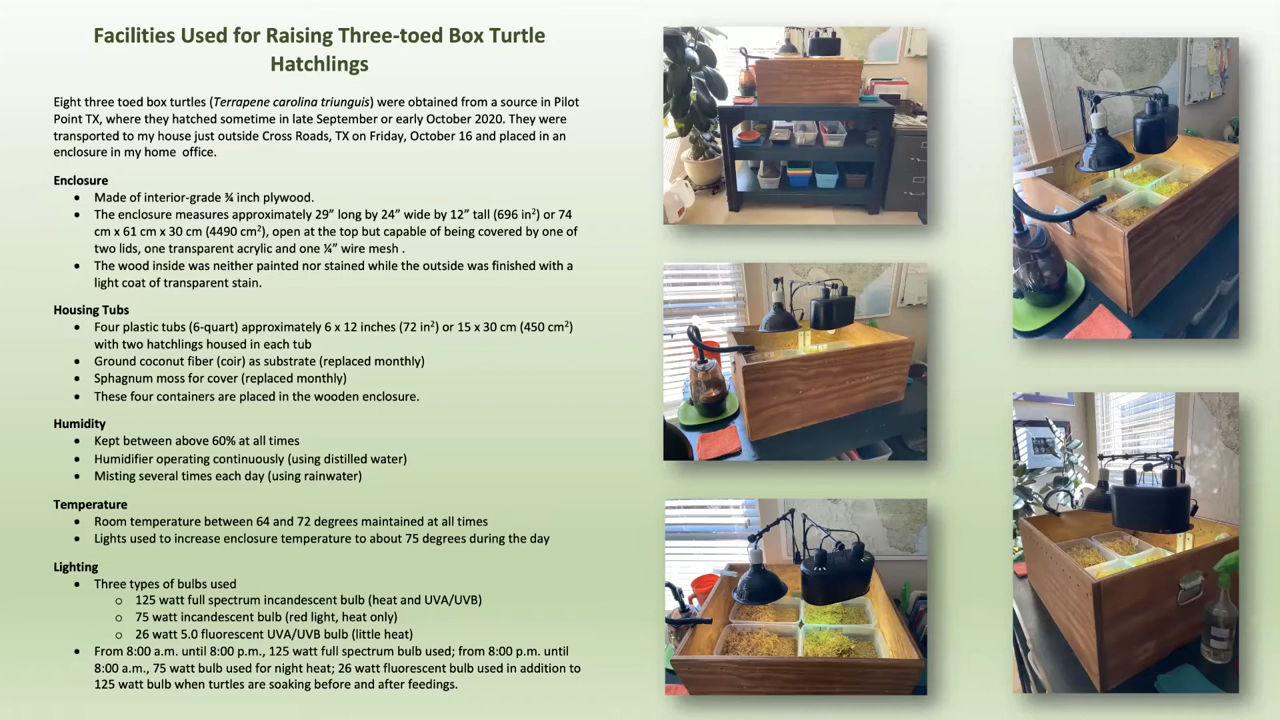 Facilities Used for Raising Three-toed Box Turtle
Hatchlings
Eight three toed box turtles (Terrapene carolina triunguis) were obtained from a source in Pilot
Point TX, where they hatched sometime in late September or early October 2020. They were
transported to my house just outside Cross Roads, TX on Friday, October 16 and placed in an
enclosure in my home office.
Enclosure
• Made of interior-grade ¾ inch plywood.
• The enclosure measures approximately 29” long by 24” wide by 12” tall (696 in²) or 74
cm x 61 cm x 30 cm (4490 cm²), open at the top but capable of being covered by one of
two lids, one transparent acrylic and one ¼” wire mesh .
• The wood inside was neither painted nor stained while the outside was finished with a
light coat of transparent stain.
Housing Tubs
• Four plastic tubs (6-quart) approximately 6 x 12 inches (72 in²) or 15 x 30 cm (450 cm²)
with two hatchlings housed in each tub
• Ground coconut fiber (coir) as substrate (replaced monthly)
• Sphagnum moss for cover (replaced monthly)
• These four containers are placed in the wooden enclosure.
Humidity
• Kept between above 60% at all times
• Humidifier operating continuously (using distilled water)
• Misting several times each day (using rainwater)
Temperature
• Room temperature between 64 and 72 degrees maintained at all times
• Lights used to increase enclosure temperature to about 75 degrees during the day
Lighting
• Three types of bulbs used
o 125 watt full spectrum incandescent bulb (heat and UVA/UVB)
o 75 watt incandescent bulb (red light, heat only)
o 26 watt 5.0 fluorescent UVA/UVB bulb (little heat)
• From 8:00 a.m. until 8:00 p.m., 125 watt full spectrum bulb used; from 8:00 p.m. until
8:00 a.m., 75 watt bulb used for night heat; 26 watt fluorescent bulb used in addition to
125 watt bulb when turtles are soaking before and after feedings.